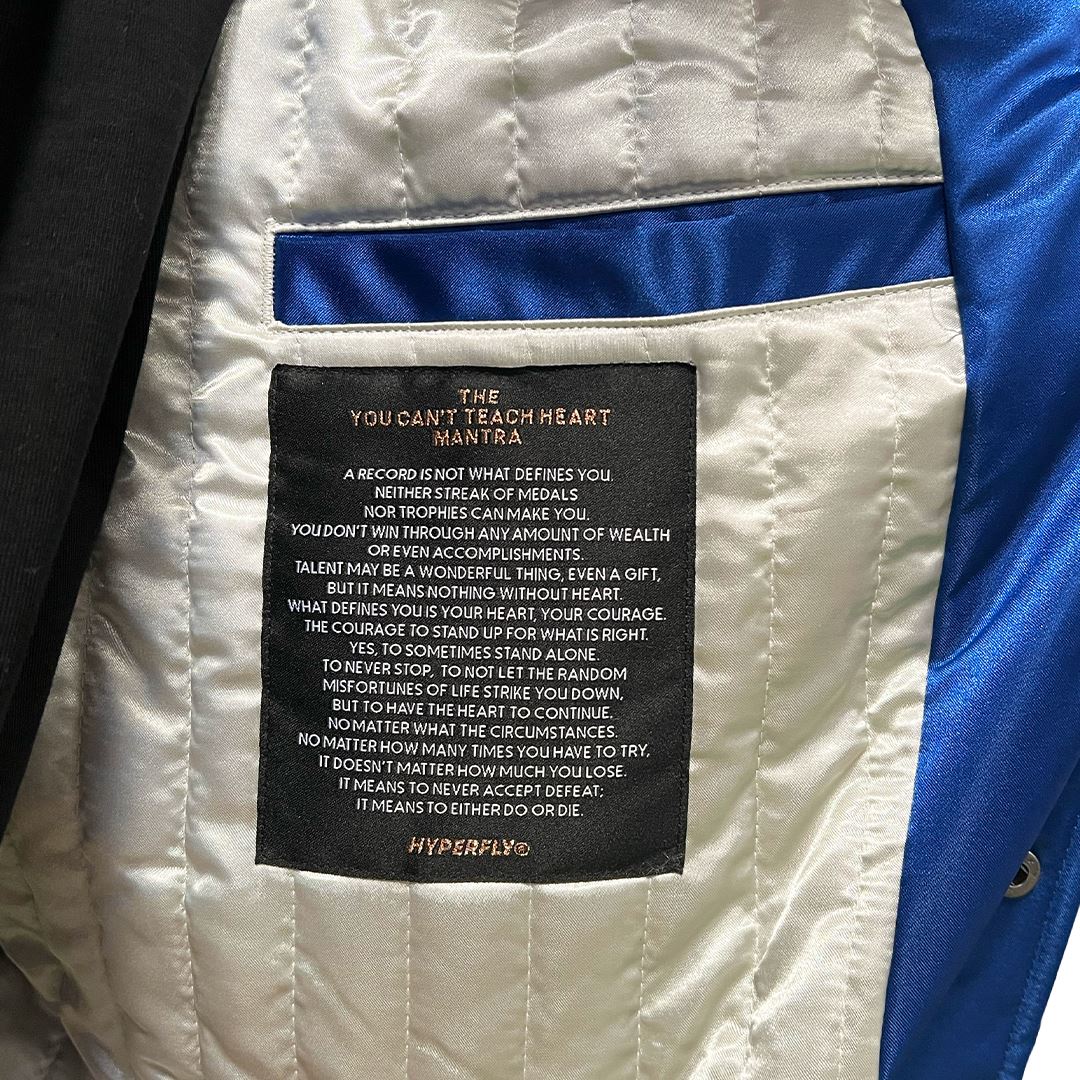 THE
YOU CAN'T TEACH HEART
MANTRA
A RECORD IS NOT WHAT DEFINES YOU.
NEITHER STREAK OF MEDALS
NOR TROPHIES CAN MAKE YOU.
YOU DON'T WIN THROUGH ANY AMOUNT OF WEALTH
OR EVEN ACCOMPLISHMENTS.
TALENT MAY BE A WONDERFUL THING, EVEN A GIFT,
BUT IT MEANS NOTHING WITHOUT HEART.
WHAT DEFINES YOU IS YOUR HEART, YOUR COURAGE.
THE COURAGE TO STAND UP FOR WHAT IS RIGHT.
YES, TO SOMETIMES STAND ALONE.
TO NEVER STOP, TO NOT LET THE RANDOM
MISFORTUNES OF LIFE STRIKE YOU DOWN,
BUT TO HAVE THE HEART TO CONTINUE.
NO MATTER WHAT THE CIRCUMSTANCES.
NO MATTER HOW MANY TIMES YOU HAVE TO TRY,
IT DOESN'T MATTER HOW MUCH YOU LOSE.
IT MEANS TO NEVER ACCEPT DEFEAT;
IT MEANS TO EITHER DO OR DIE.
HYPERFLY®